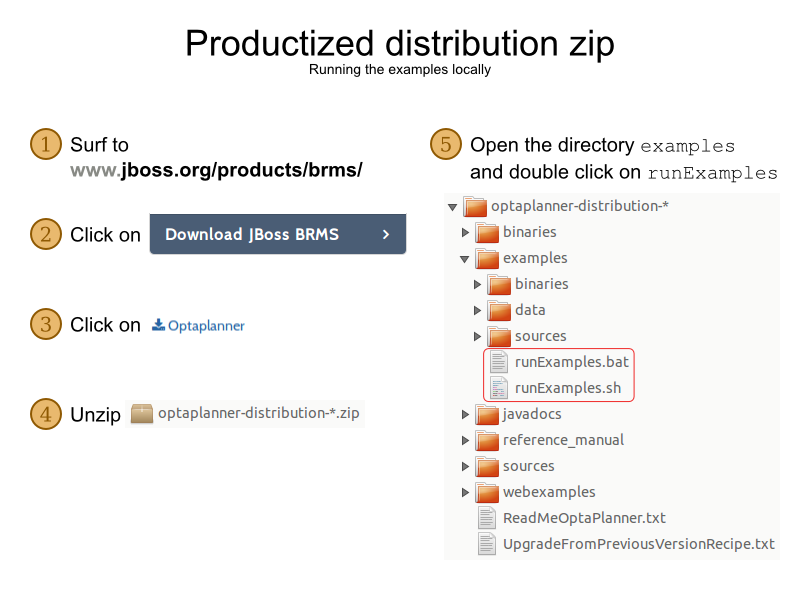 Productized distribution zip
Running the examples locally
1 Surf to
www.jboss.org/products/brms/
2 Click on Download JBoss BRMS
3 Click on Optaplanner
4 Unzip optaplanner-distribution-*.zip
5 Open the directory examples
and double click on runExamples
optaplanner-distribution-*
binaries
examples
binaries
data
sources
runExamples.bat
runExamples.sh
javadocs
reference_manual
sources
webexamples
ReadMeOptaPlanner.txt
UpgradeFromPreviousVersionRecipe.txt